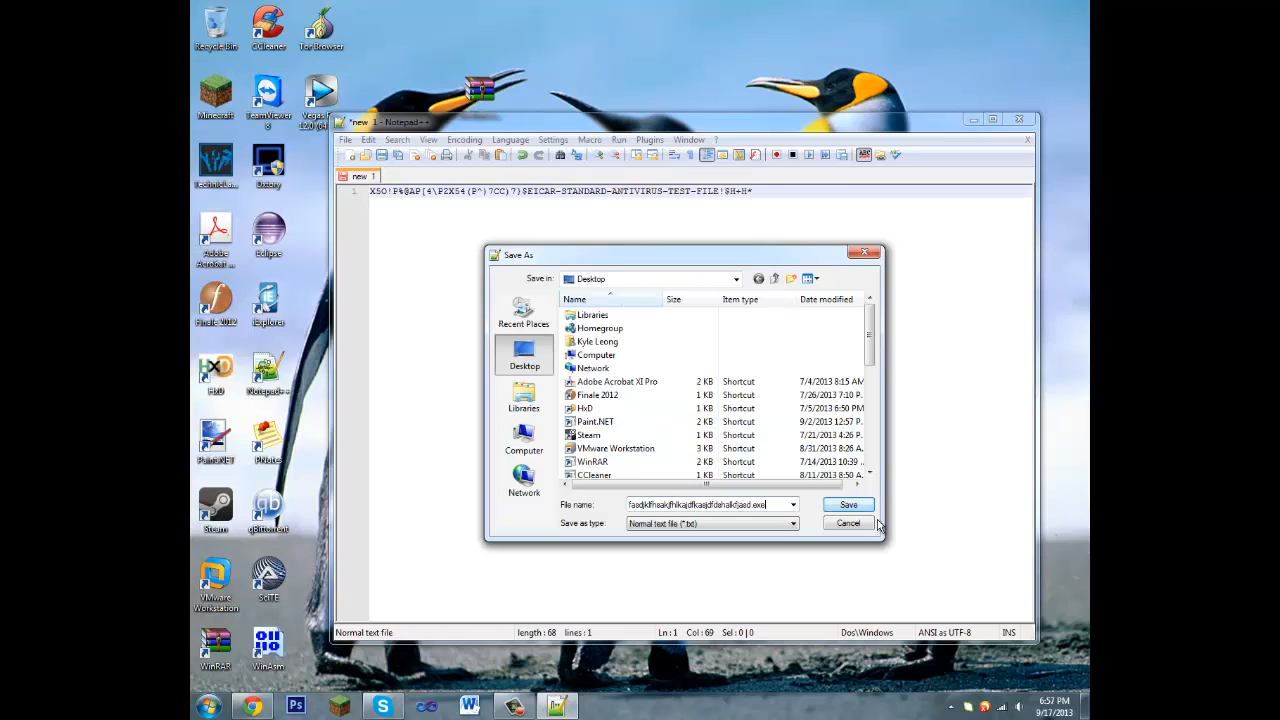 Recycle Bin
CCleaner
Tor Browser
Minecraft
TeamViewer 8
TechnicLa...
Dxtory
Adobe Acrobat ...
Eclipse
Finale 2012
iExplorer
HxD
Notepad++
Paint.NET
PNotes
Steam
qBittorrent
VMware Workstation
SciTE
WinRAR
WinAsm
*new 1 - Notepad++
File Edit Search View Encoding Language Settings Macro Run Plugins Window ?
X
new 1
1 X5O!P%@AP[4\PZX54(P^)7CC)7}$EICAR-STANDARD-ANTIVIRUS-TEST-FILE!$H+H*
Save As
Save in: Desktop
Name Size Item type Date modified
Recent Places
Desktop
Libraries
Computer
Network
Libraries
Homegroup
Kyle Leong
Computer
Network
Adobe Acrobat XI Pro 2 KB Shortcut 7/4/2013 8:15 AM
Finale 2012 1 KB Shortcut 7/26/2013 7:10 P...
HxD 1 KB Shortcut 7/5/2013 6:50 PM
Paint.NET 2 KB Shortcut 9/2/2013 12:57 P...
Steam 1 KB Shortcut 7/21/2013 4:26 P...
VMware Workstation 3 KB Shortcut 8/31/2013 8:26 A...
WinRAR 2 KB Shortcut 7/14/2013 10:39 ...
CCleaner 1 KB Shortcut 8/11/2013 8:50 A...
File name: Save
Save as type: Normal text file (*.txt) Cancel
Normal text file length : 68 lines : 1 Ln : 1 Col : 69 Sel : 0 | 0 Dos\Windows ANSI as UTF-8 INS
6:57 PM
9/17/2013